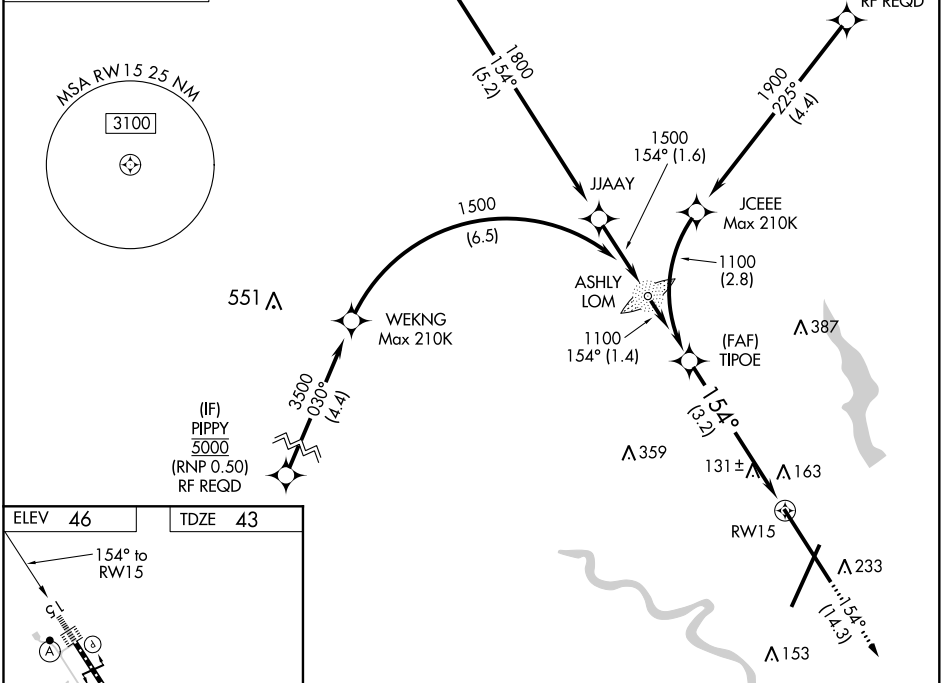 RF REQD
MSA RW15 25 NM
3100
1800
154°
(5.2)
1900
225°
(4.4)
1500
154° (1.6)
JJAAY
JCEEE
Max 210K
1500
(6.5)
1100
(2.8)
ASHLY
LOM
551
WEKNG
Max 210K
1100
154° (1.4)
(FAF)
TIPOE
387
3500
030°
(4.4)
154°
(3.2)
(IF)
PIPPY
5000
(RNP 0.50)
RF REQD
359
131±
163
RW15
ELEV 46
TDZE 43
154° to
RW15
233
154°
(14.3)
15
A
P
153